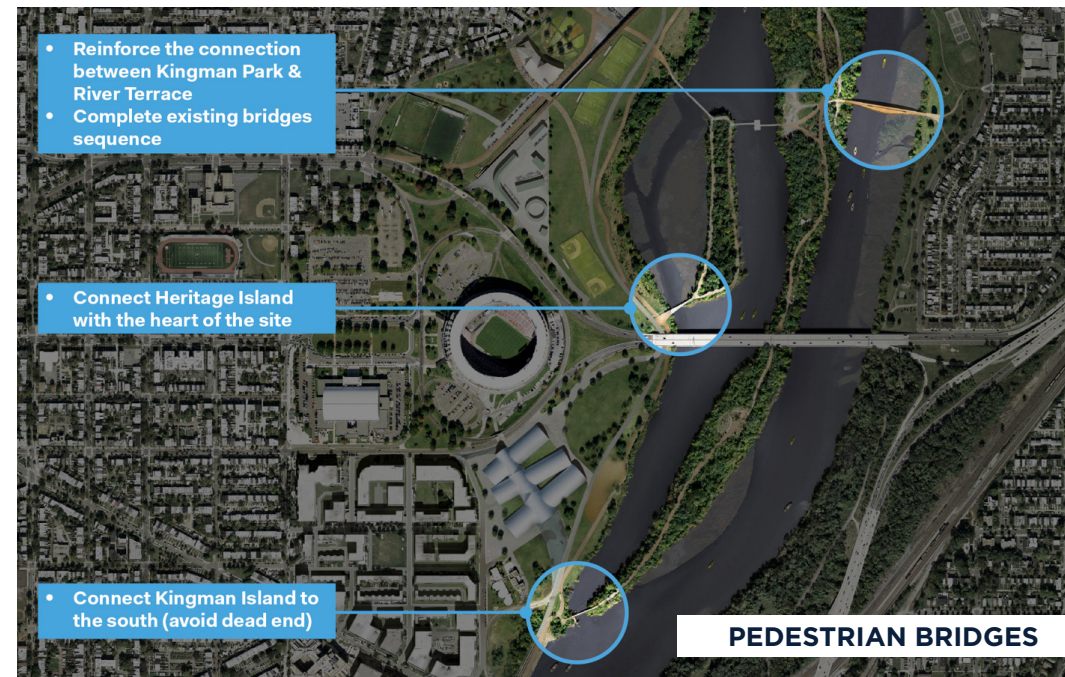 • Reinforce the connection
between Kingman Park &
River Terrace
• Complete existing bridges
sequence
• Connect Heritage Island
with the heart of the site
• Connect Kingman Island to
the south (avoid dead end)
PEDESTRIAN BRIDGES